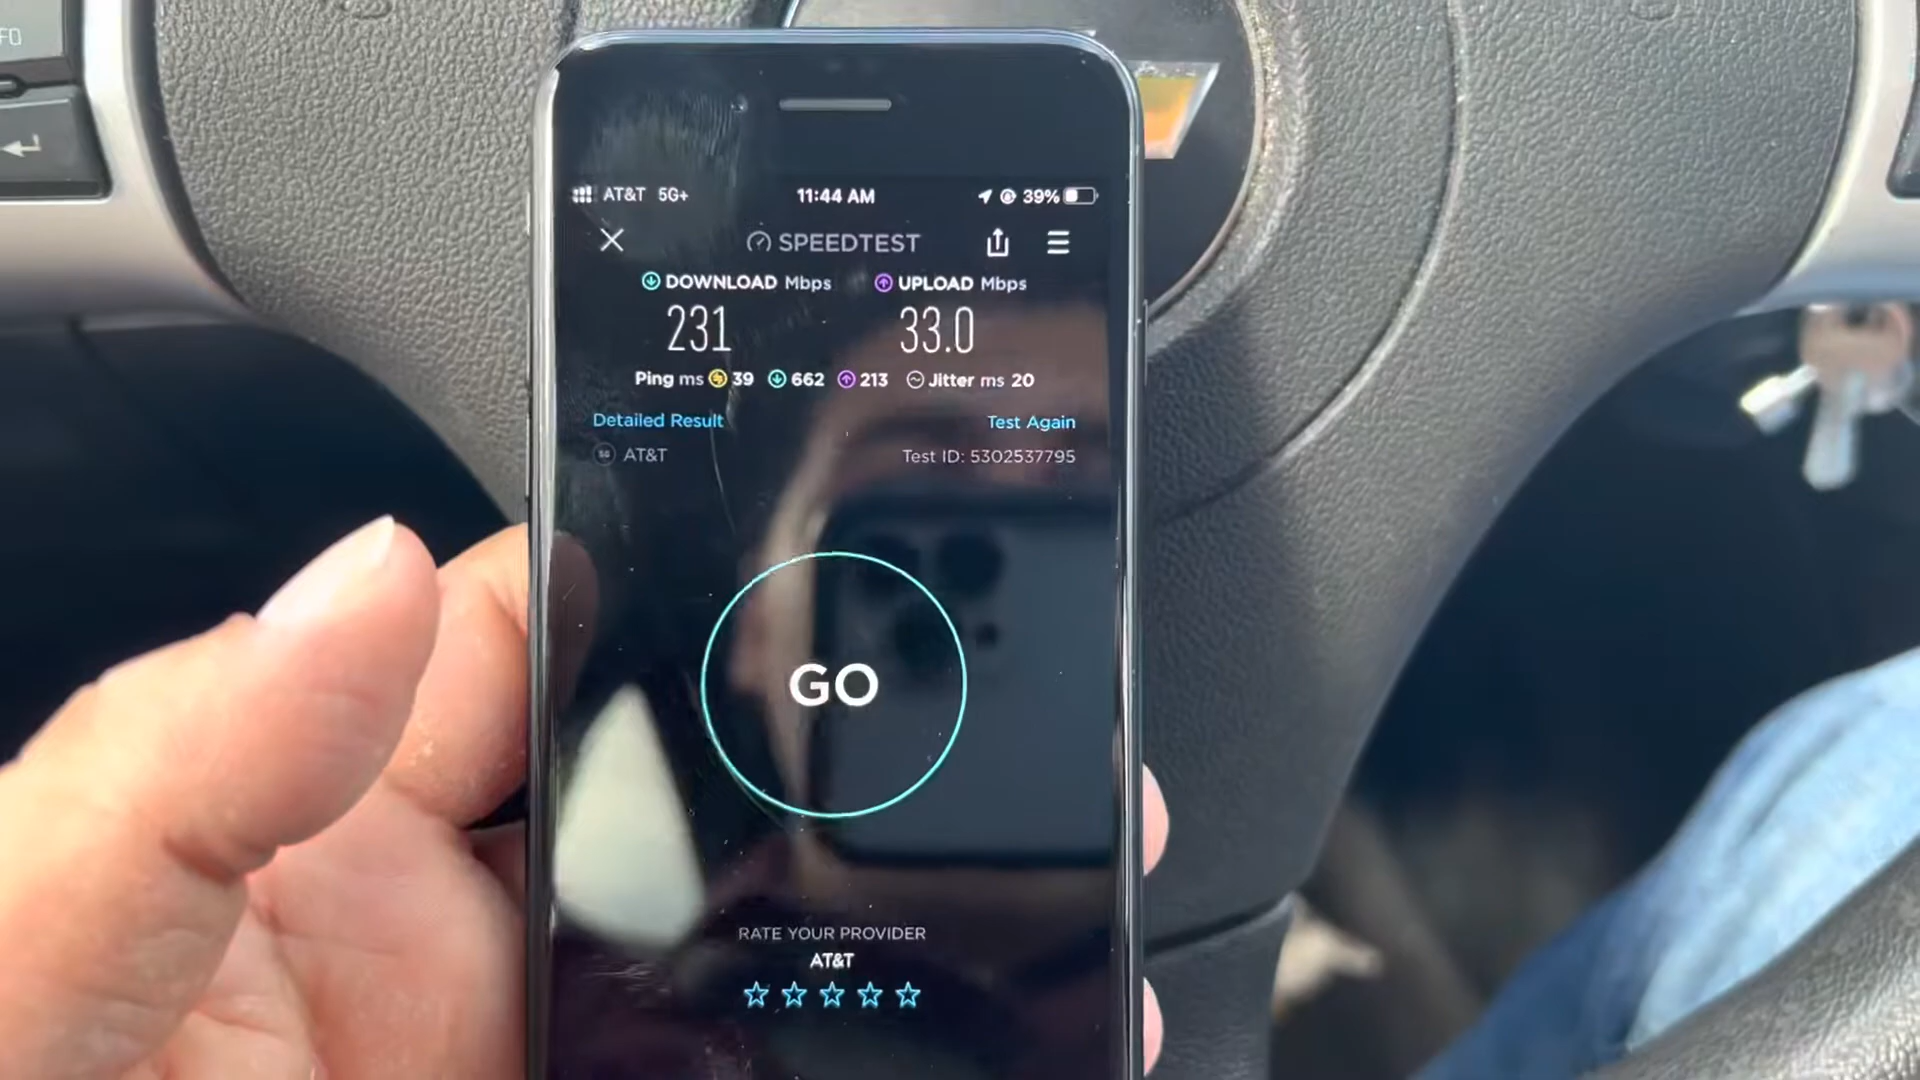 AT&T 5G+ 11:44 AM 39%
SPEEDTEST
DOWNLOAD Mbps UPLOAD Mbps
231 33.0
Ping ms 39 662 213 Jitter ms 20
Detailed Result Test Again
5G AT&T Test ID: 5302537795
GO
RATE YOUR PROVIDER
AT&T